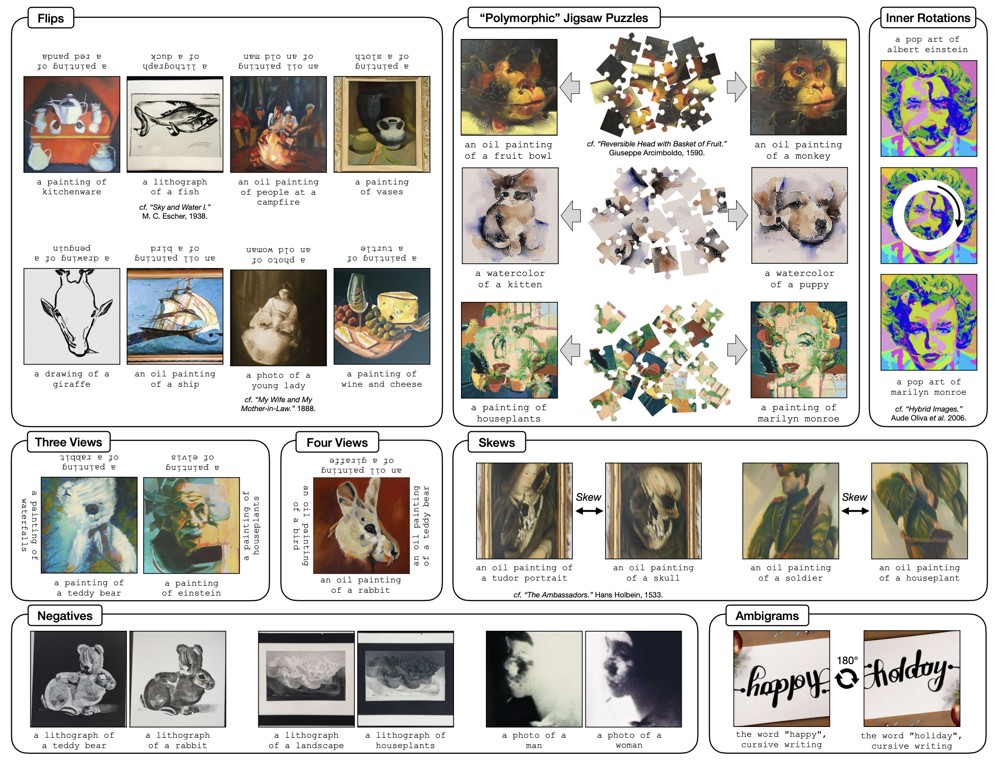 Flips
a painting of
a red panda
a lithograph
of a duck
an oil painting
of an old man
a painting
of a sloth
a painting of
kitchenware
a lithograph
of a fish
cf. “Sky and Water I.”
M. C. Escher, 1938.
an oil painting
of people at a
campfire
a painting
of vases
a drawing of a
penguin
an oil painting
of a bird
a photo of
an old woman
a painting of
a turtle
a drawing of a
giraffe
an oil painting
of a ship
a photo of a
young lady
cf. “My Wife and My
Mother-in-Law.” 1888.
a painting of
wine and cheese
“Polymorphic” Jigsaw Puzzles
an oil painting
of a fruit bowl
cf. “Reversible Head with Basket of Fruit.”
Giuseppe Arcimboldo, 1590.
an oil painting
of a monkey
a watercolor
of a kitten
a watercolor
of a puppy
a painting of
houseplants
a painting of
marilyn monroe
Inner Rotations
a pop art of
albert einstein
a pop art of
marilyn monroe
cf. “Hybrid Images.”
Aude Oliva et al. 2006.
Three Views
a painting
of a rabbit
a painting of
waterfalls
a painting of
a teddy bear
a painting
of elvis
a painting of
houseplants
a painting
of einstein
Four Views
an oil painting
of a giraffe
an oil painting
of a bird
an oil painting
of a teddy bear
an oil painting
of a rabbit
Skews
Skew
Skew
an oil painting of
a tudor portrait
an oil painting
of a skull
cf. “The Ambassadors.” Hans Holbein, 1533.
an oil painting
of a soldier
an oil painting
of a houseplant
Negatives
a lithograph of
a teddy bear
a lithograph
of a rabbit
a lithograph
of a landscape
a lithograph of
houseplants
a photo of a
man
a photo of a
woman
Ambigrams
happy
180°
holiday
the word "happy",
cursive writing
the word "holiday",
cursive writing